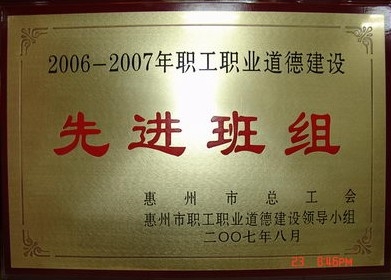 2006-2007年职工职业道德建设
先进班组
惠州市总工会
惠州市职工职业道德建设领导小组
二〇〇七年八月
23 8:46PM